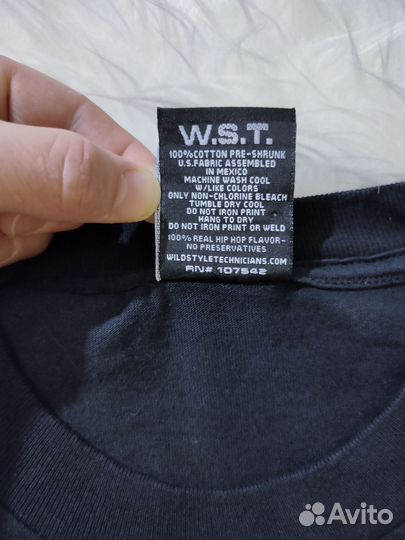 W.S.T.
100% COTTON PRE-SHRUNK
U.S. FABRIC ASSEMBLED
IN MEXICO
MACHINE WASH COOL
W/LIKE COLORS
ONLY NON-CHLORINE BLEACH
TUMBLE DRY COOL
DO NOT IRON PRINT
HANG TO DRY
DO NOT IRON PRINT OR WELD
100% REAL HIP HOP FLAVOR-
NO PRESERVATIVES
WILDSTYLETECHNICIANS.COM
RN# 107542
Avito